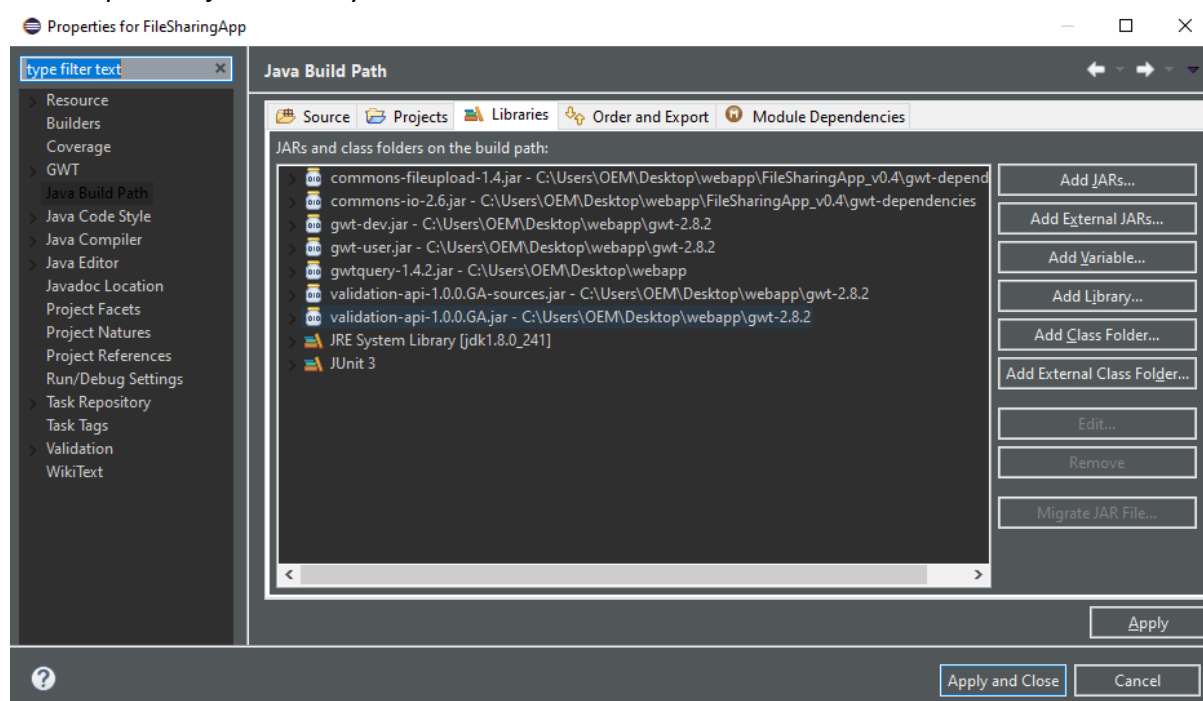 Properties for FileSharingApp
type filter text
Resource
Builders
Coverage
GWT
Java Build Path
Java Code Style
Java Compiler
Java Editor
Javadoc Location
Project Facets
Project Natures
Project References
Run/Debug Settings
Task Repository
Task Tags
Validation
WikiText
Java Build Path
Source Projects Libraries Order and Export Module Dependencies
JARs and class folders on the build path:
commons-fileupload-1.4.jar - C:\Users\OEM\Desktop\webapp\FileSharingApp_v0.4\gwt-depend
commons-io-2.6.jar - C:\Users\OEM\Desktop\webapp\FileSharingApp_v0.4\gwt-dependencies
gwt-dev.jar - C:\Users\OEM\Desktop\webapp\gwt-2.8.2
gwt-user.jar - C:\Users\OEM\Desktop\webapp\gwt-2.8.2
gwtquery-1.4.2.jar - C:\Users\OEM\Desktop\webapp
validation-api-1.0.0.GA-sources.jar - C:\Users\OEM\Desktop\webapp\gwt-2.8.2
validation-api-1.0.0.GA.jar - C:\Users\OEM\Desktop\webapp\gwt-2.8.2
JRE System Library [jdk1.8.0_241]
JUnit 3
Add JARs...
Add External JARs...
Add Variable...
Add Library...
Add Class Folder...
Add External Class Folder...
Edit...
Remove
Migrate JAR File...
Apply
Apply and Close
Cancel